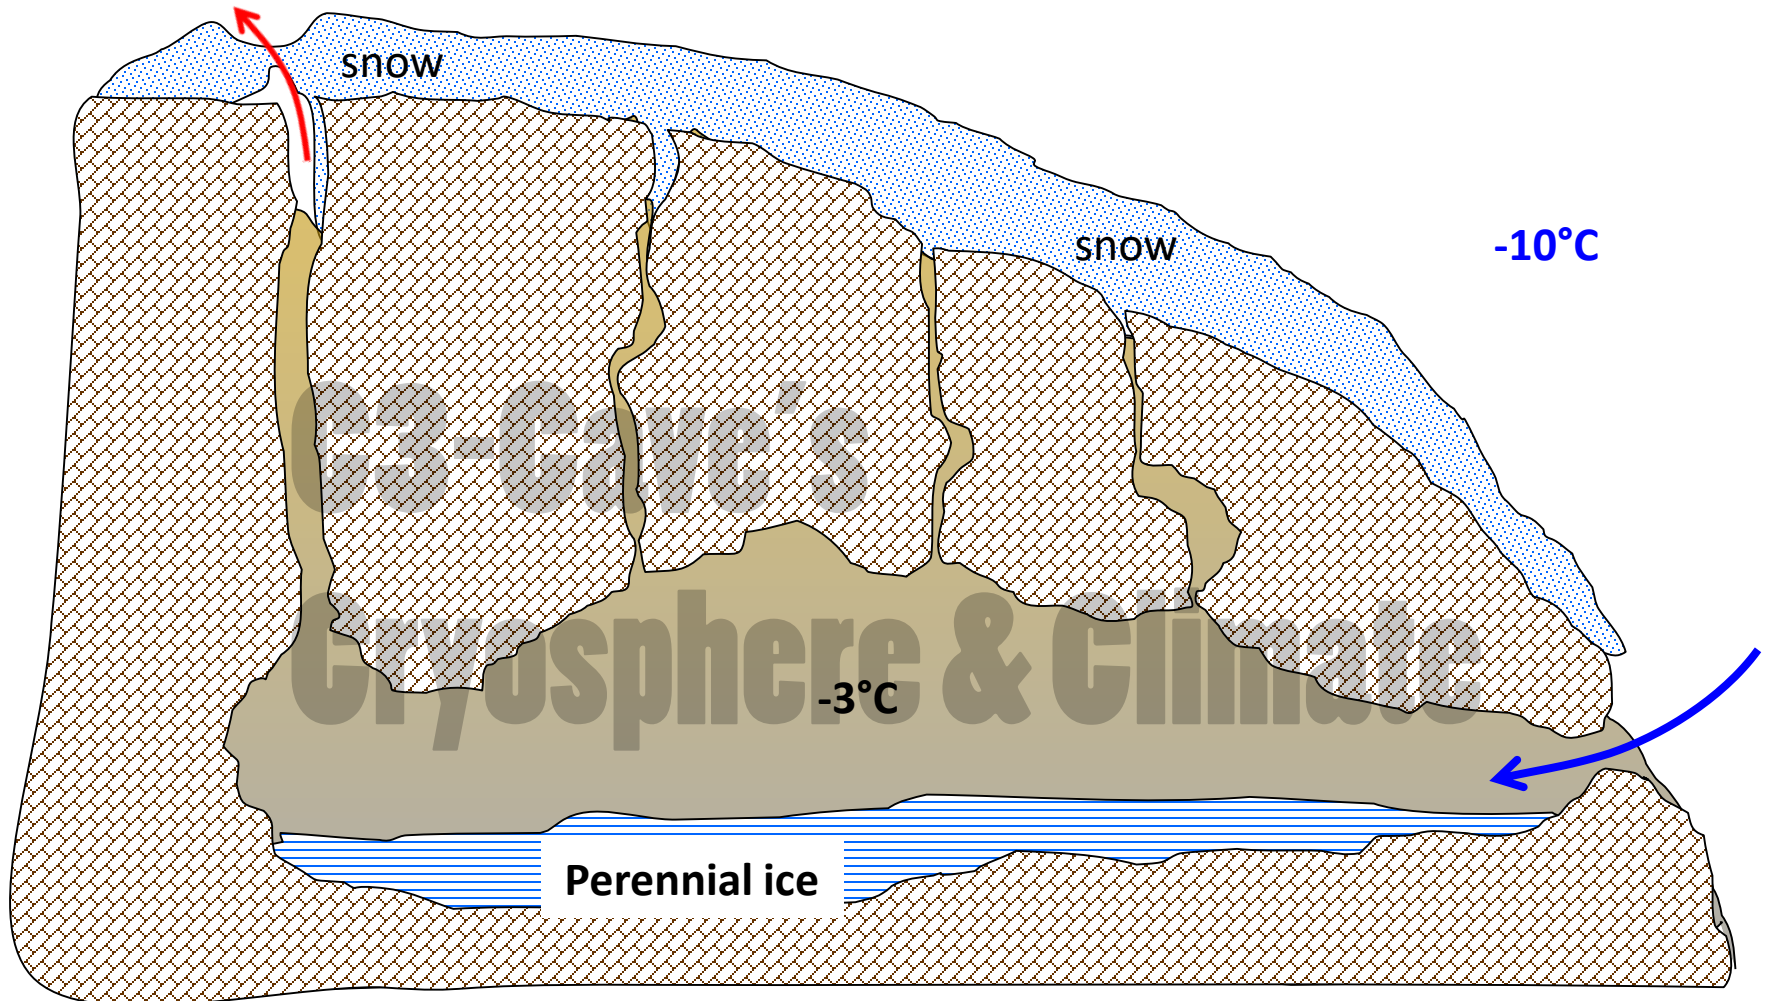 snow
snow
-10°C
C3-Cave's
Cryosphere & Climate
-3°C
Perennial ice